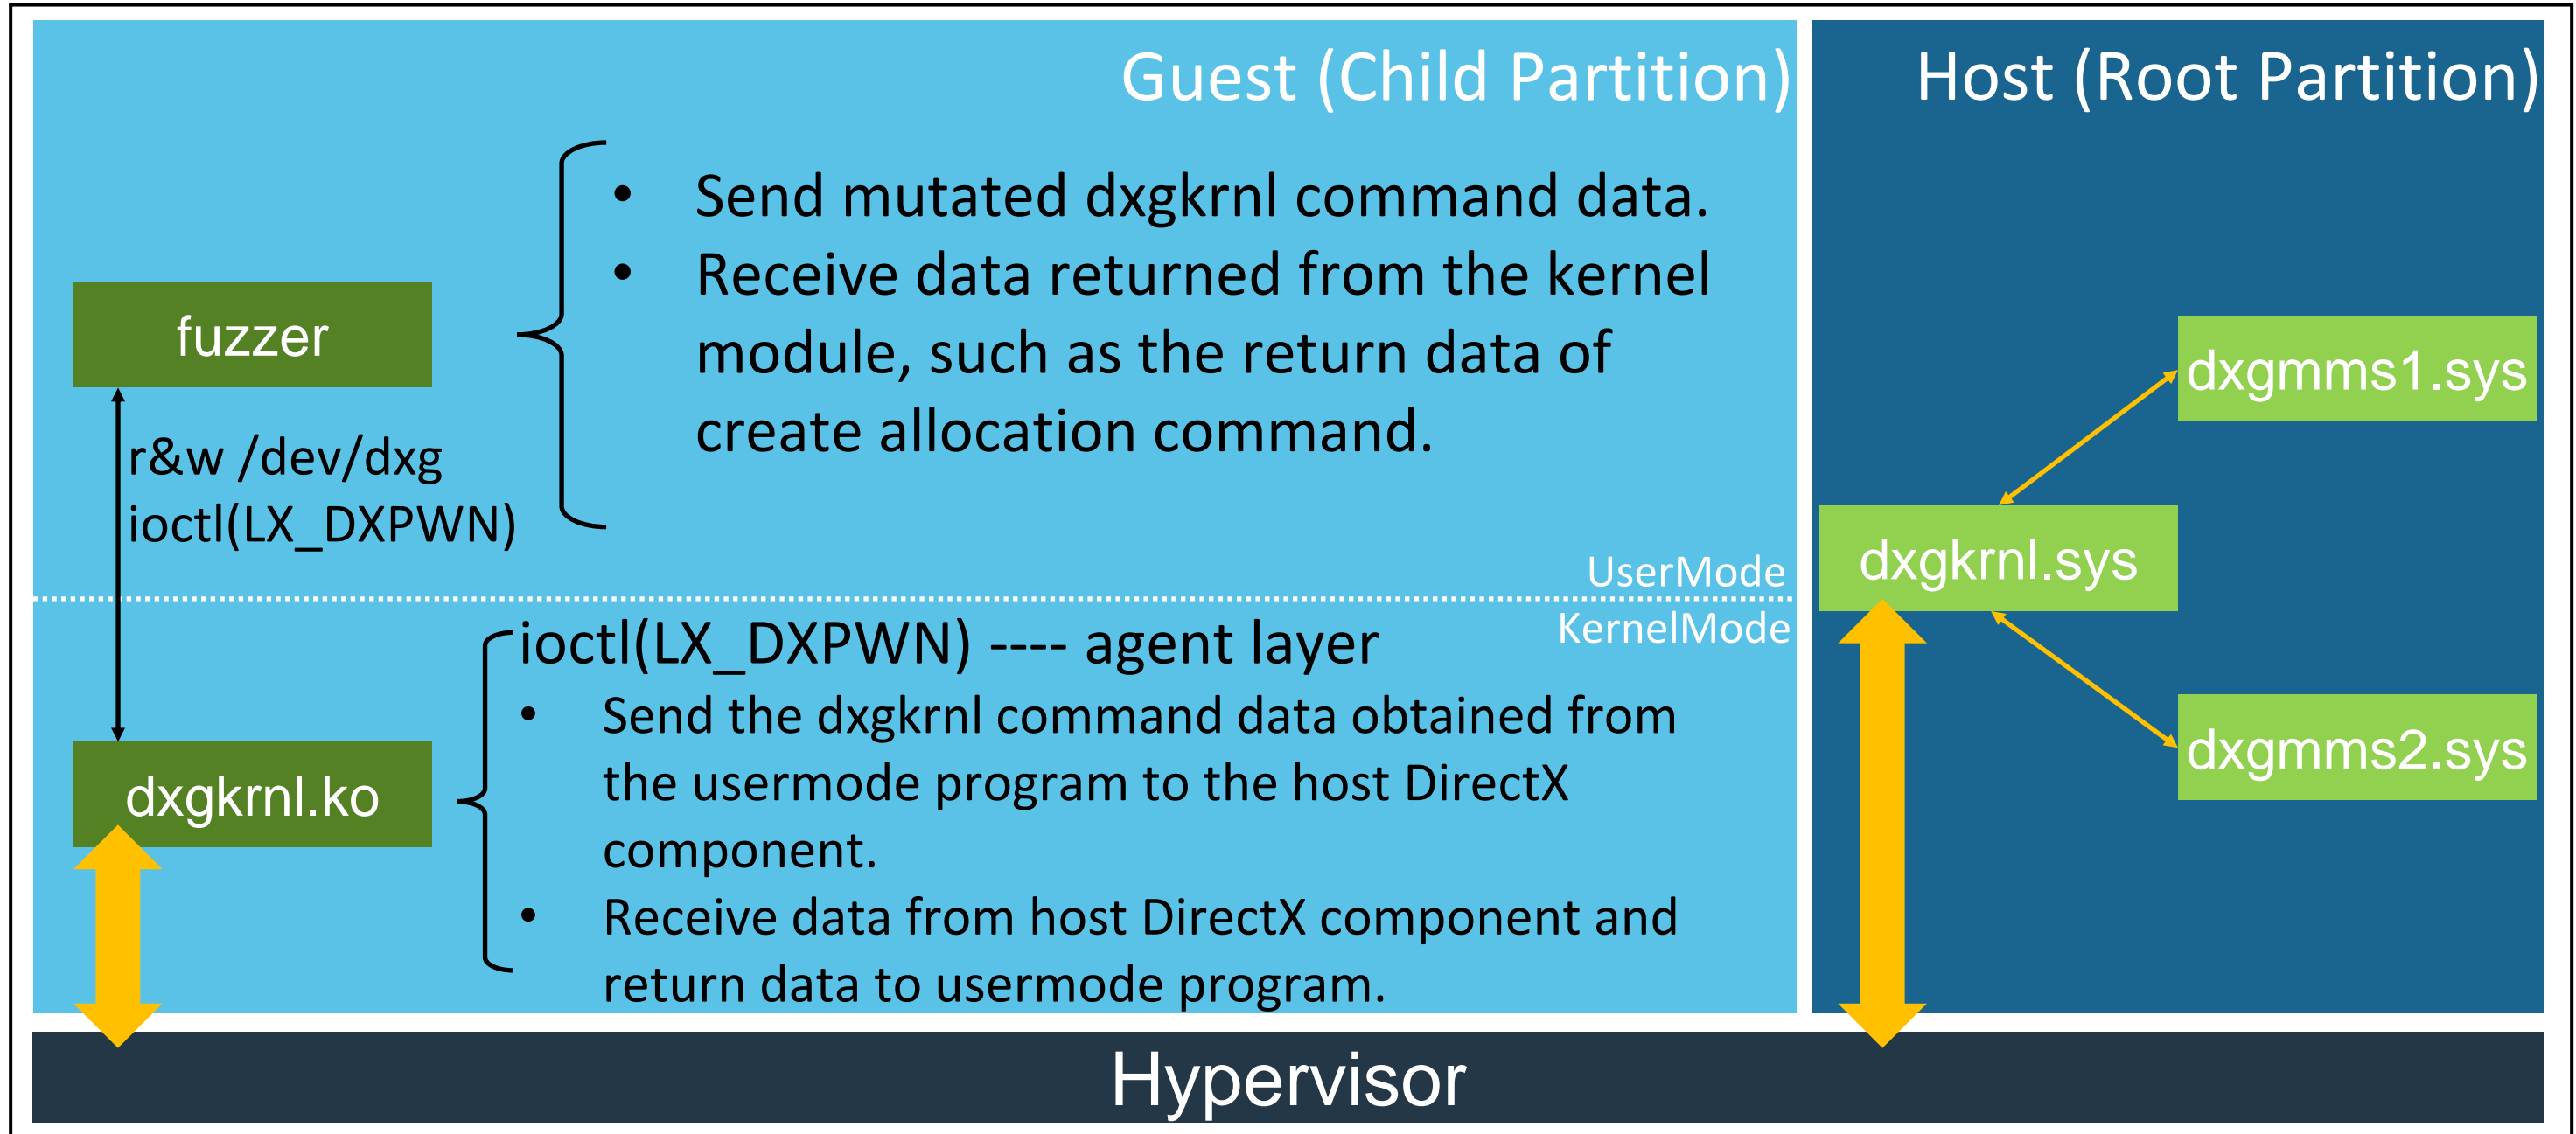 Guest (Child Partition)
Host (Root Partition)
• Send mutated dxgkrnl command data.
• Receive data returned from the kernel
module, such as the return data of
create allocation command.
fuzzer
r&w /dev/dxg
ioctl(LX_DXPWN)
UserMode
KernelMode
ioctl(LX_DXPWN) ---- agent layer
• Send the dxgkrnl command data obtained from
the usermode program to the host DirectX
component.
• Receive data from host DirectX component and
return data to usermode program.
dxgkrnl.ko
dxgmms1.sys
dxgkrnl.sys
dxgmms2.sys
Hypervisor